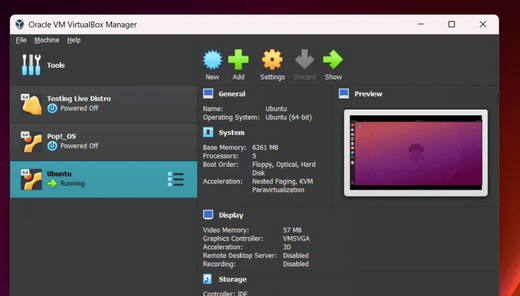 Oracle VM VirtualBox Manager
File Machine Help
Tools
New Add Settings Discard Show
64
Testing Live Distro
Powered Off
64
Pop!_OS
Powered Off
64
Ubuntu
Running
General
Name: Ubuntu
Operating System: Ubuntu (64-bit)
Preview
System
Base Memory: 6261 MB
Processors: 5
Boot Order: Floppy, Optical, Hard
Disk
Acceleration: Nested Paging, KVM
Paravirtualization
Display
Video Memory: 57 MB
Graphics Controller: VMSVGA
Acceleration: 3D
Remote Desktop Server: Disabled
Recording: Disabled
Storage
Controller: IDE